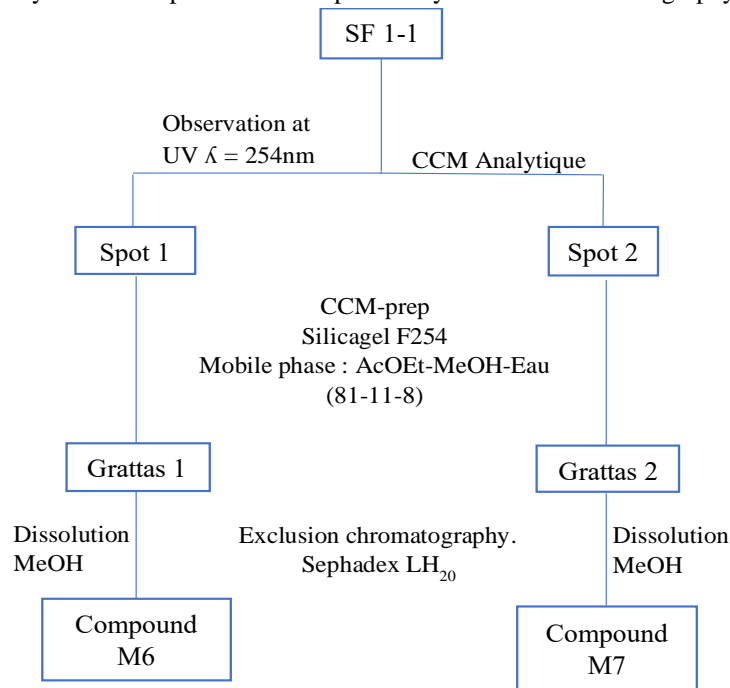 SF 1-1
Observation at
UV ʎ = 254nm
CCM Analytique
Spot 1
Spot 2
CCM-prep
Silicagel F254
Mobile phase : AcOEt-MeOH-Eau
(81-11-8)
Grattas 1
Grattas 2
Dissolution
MeOH
Exclusion chromatography.
Sephadex LH₂₀
Dissolution
MeOH
Compound
M6
Compound
M7